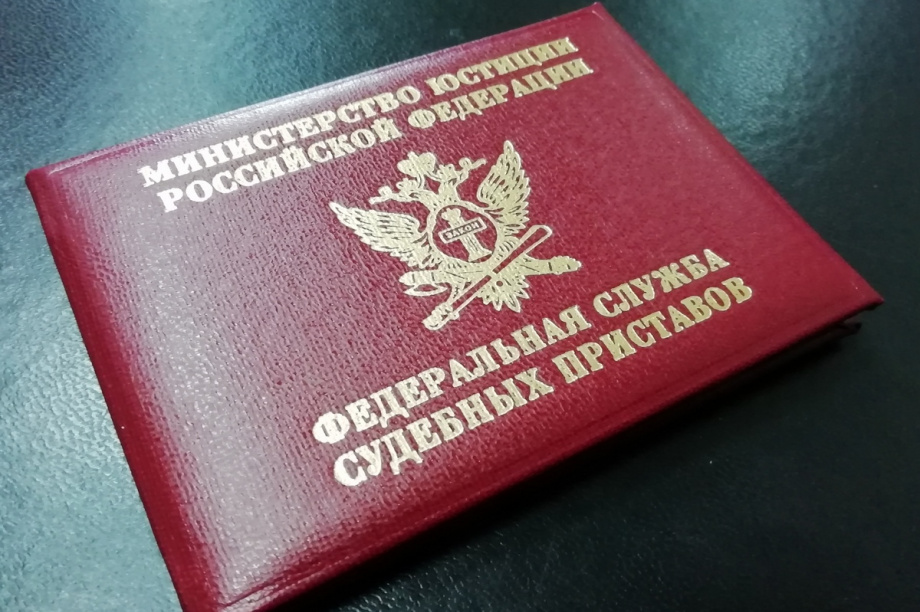 МИНИСТЕРСТВО ЮСТИЦИИ
РОССИЙСКОЙ ФЕДЕРАЦИИ
ЗАКОН
ФЕДЕРАЛЬНАЯ СЛУЖБА
СУДЕБНЫХ ПРИСТАВОВ